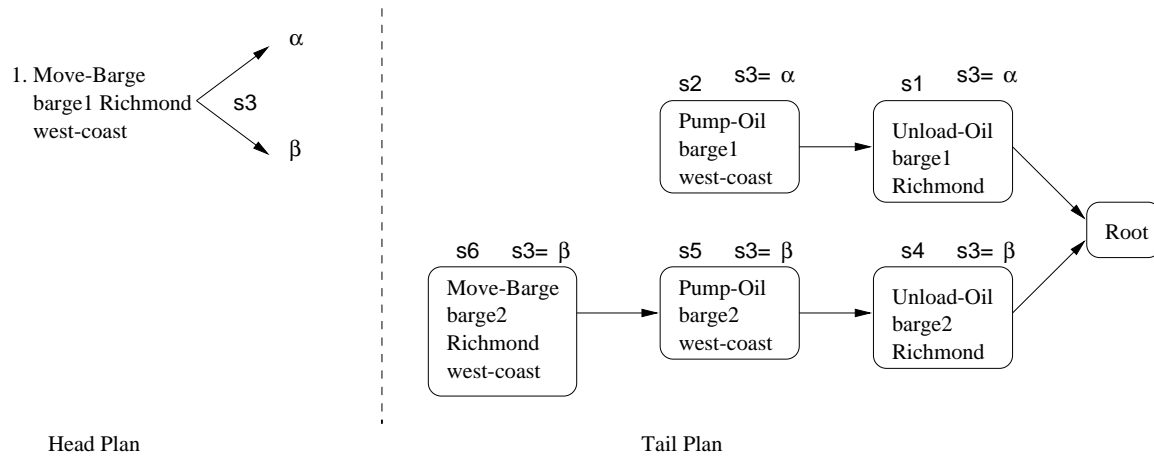 α
1. Move-Barge
barge1 Richmond
s3
west-coast
β
s2 s3= α
Pump-Oil
barge1
west-coast
s1 s3= α
Unload-Oil
barge1
Richmond
Root
s6 s3= β
Move-Barge
barge2
Richmond
west-coast
s5 s3= β
Pump-Oil
barge2
west-coast
s4 s3= β
Unload-Oil
barge2
Richmond
Head Plan
Tail Plan